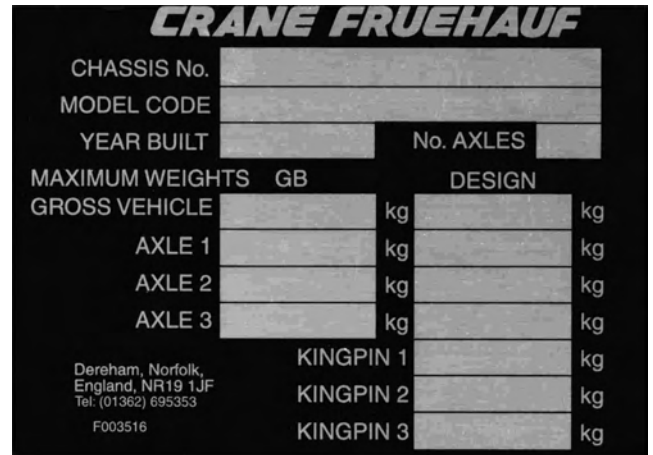 CRANE FRUEHAUF
CHASSIS No.
MODEL CODE
YEAR BUILT No. AXLES
MAXIMUM WEIGHTS GB DESIGN
GROSS VEHICLE kg kg
AXLE 1 kg kg
AXLE 2 kg kg
AXLE 3 kg kg
KINGPIN 1 kg
KINGPIN 2 kg
KINGPIN 3 kg
Dereham, Norfolk,
England, NR19 1JF
Tel: (01362) 695353
F003516